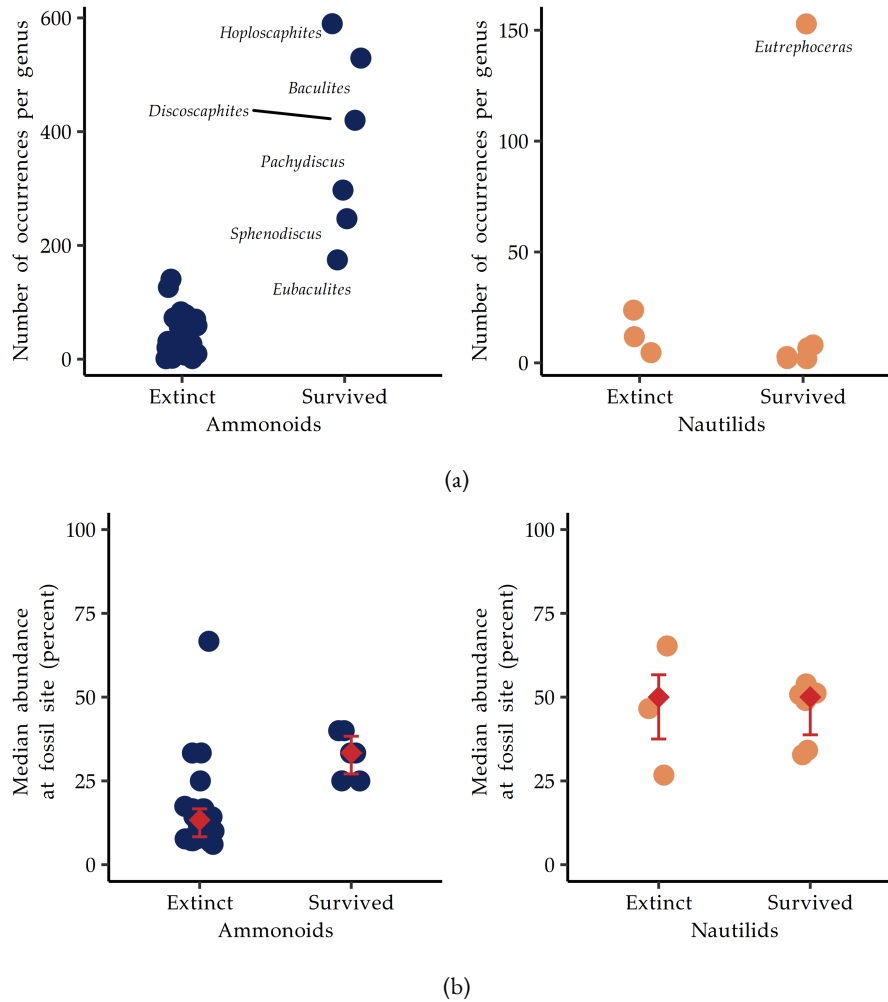 Number of occurrences per genus
600
400
200
0
Hoploscaphites
Baculites
Discoscaphites
Pachydiscus
Sphenodiscus
Eubaculites
Extinct
Survived
Ammonoids
Number of occurrences per genus
150
100
50
0
Eutrephoceras
Extinct
Survived
Nautilids
(a)
Median abundance
at fossil site (percent)
100
75
50
25
0
Extinct
Survived
Ammonoids
Median abundance
at fossil site (percent)
100
75
50
25
0
Extinct
Survived
Nautilids
(b)